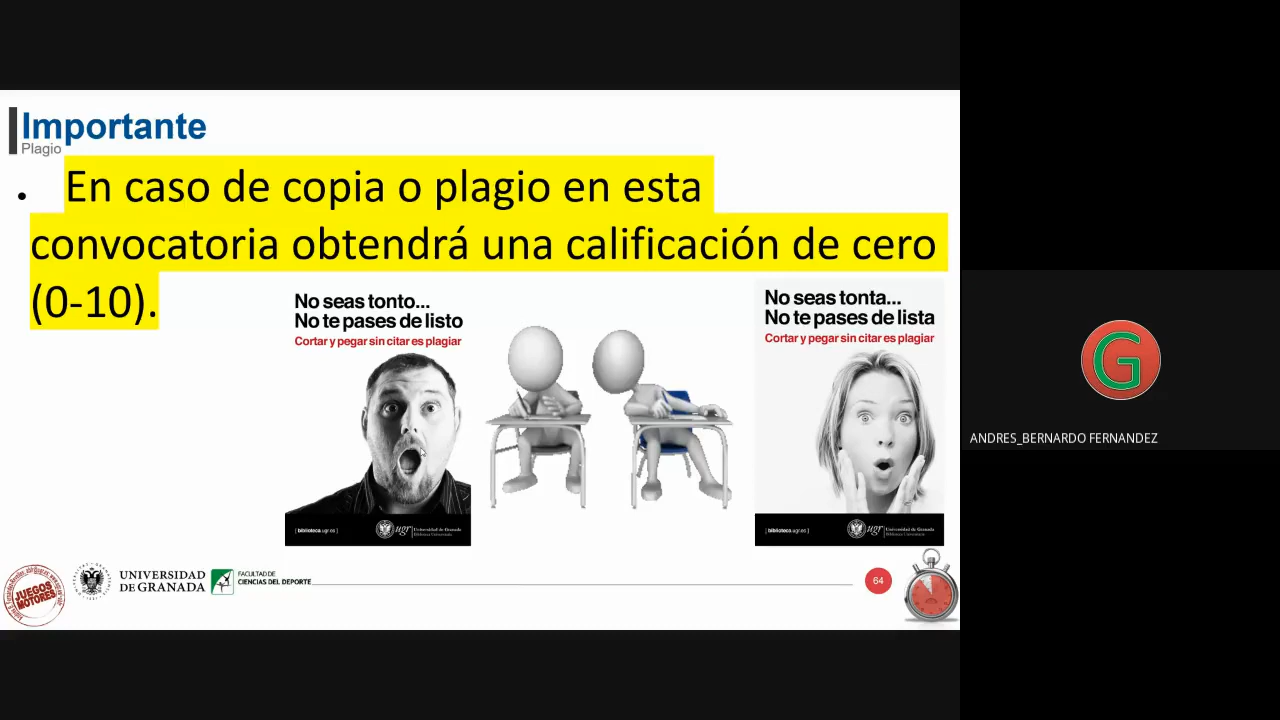 Importante
Plagio
• En caso de copia o plagio en esta
convocatoria obtendrá una calificación de cero
(0-10).
No seas tonto...
No te pases de listo
Cortar y pegar sin citar es plagiar
[ biblioteca.ugr.es ]
ugr
Universidad de Granada
Biblioteca Universitaria
No seas tonta...
No te pases de lista
Cortar y pegar sin citar es plagiar
[ biblioteca.ugr.es ]
ugr
Universidad de Granada
Biblioteca Universitaria
JUEGOS
MOTORES
UNIVERSIDAD
DE GRANADA
FACULTAD DE
CIENCIAS DEL DEPORTE
64
G
ANDRES_BERNARDO FERNANDEZ